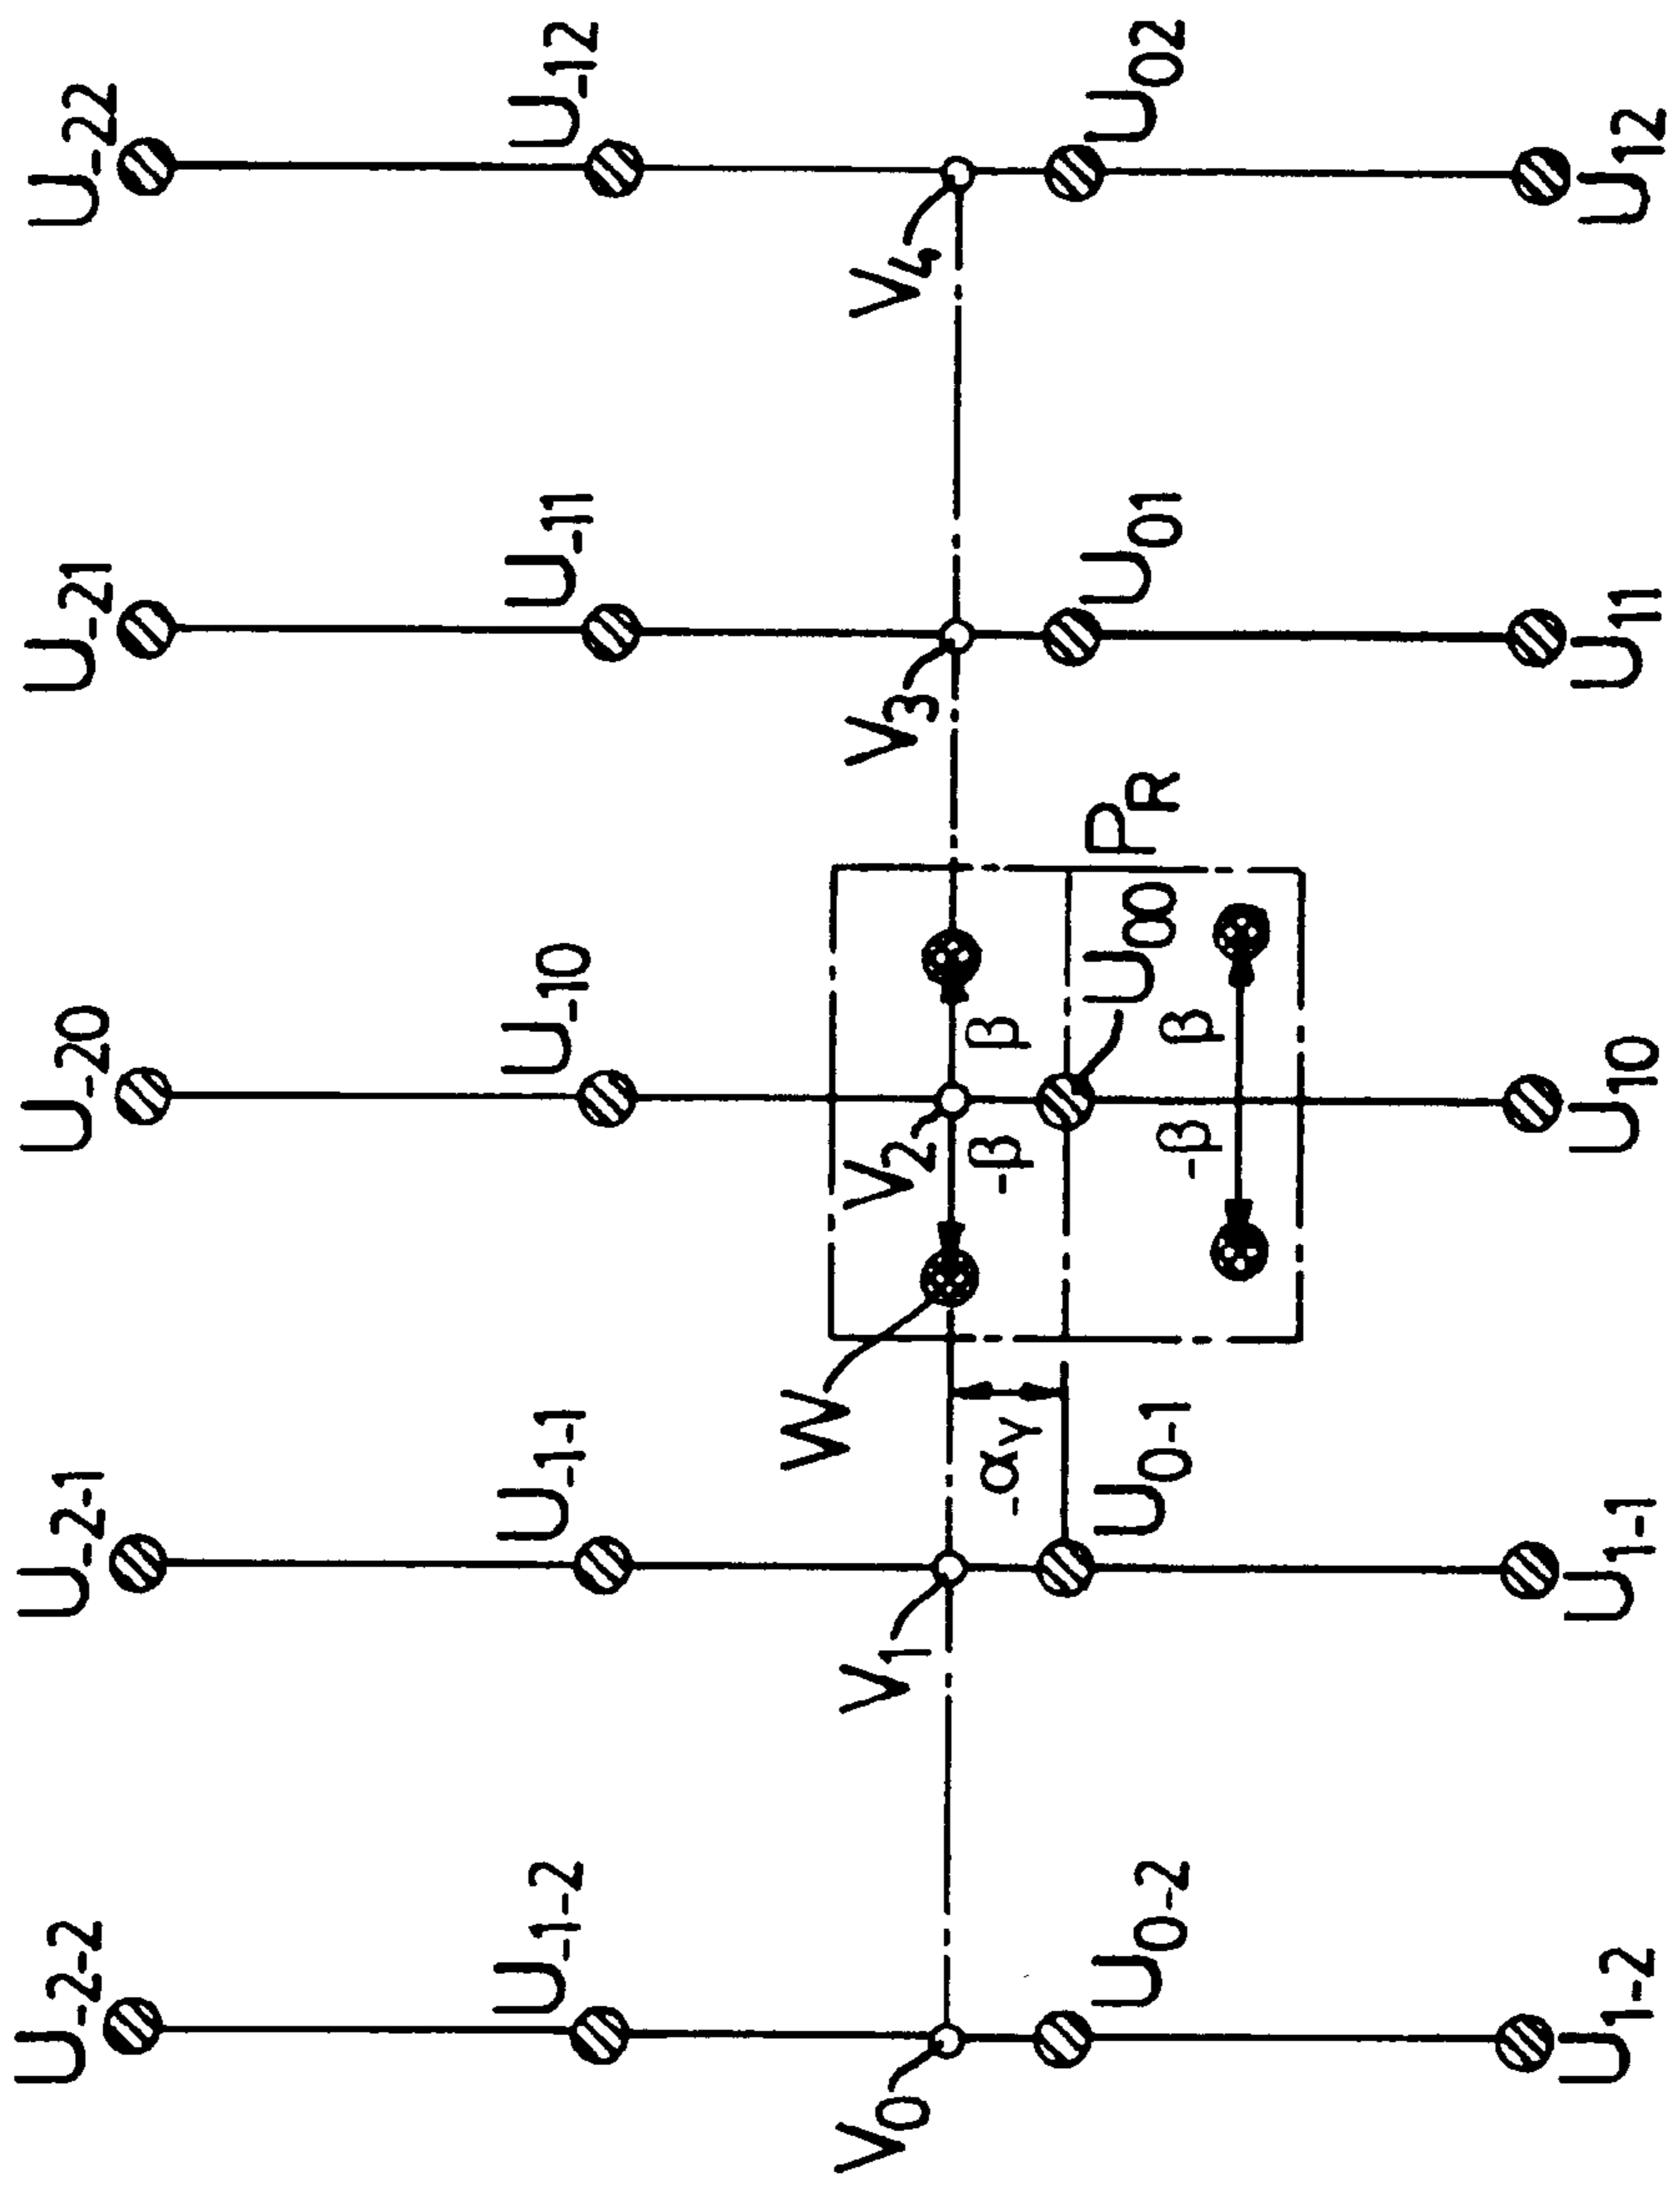 U-2-2
U-2-1
U-20
U-21
U-22
U-1-2
U-1-1
U-10
U-11
U-12
W
V0
V1
V2
V3
V4
-αY
-β
β
U0-2
U0-1
U00
PR
U01
U02
-β
β
U1-2
U1-1
U10
U11
U12